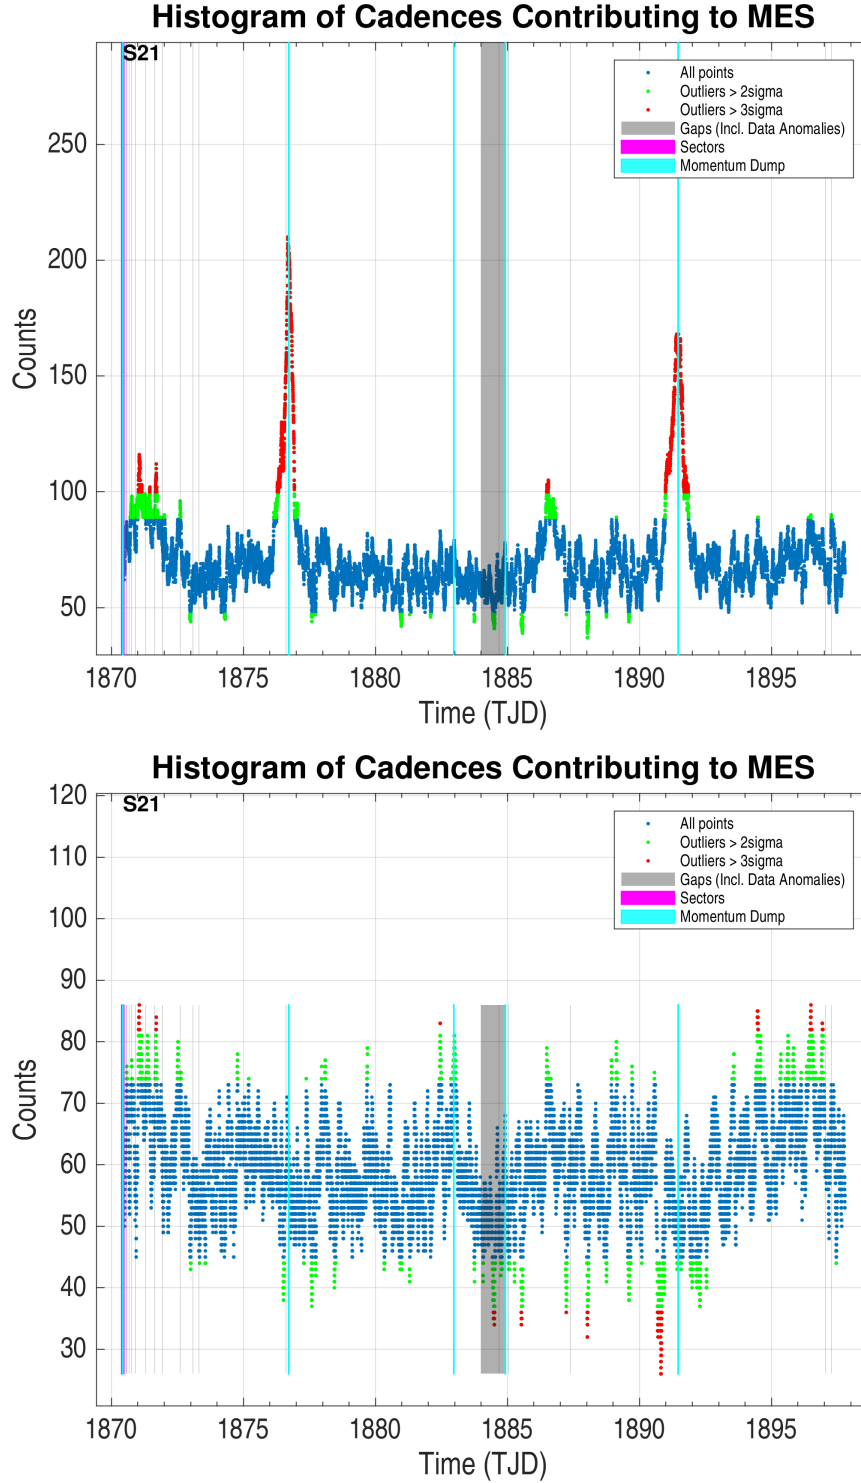 Histogram of Cadences Contributing to MES
S21
All points
Outliers > 2sigma
Outliers > 3sigma
Gaps (Incl. Data Anomalies)
Sectors
Momentum Dump
250
200
150
100
50
Counts
1870 1875 1880 1885 1890 1895
Time (TJD)
Histogram of Cadences Contributing to MES
S21
All points
Outliers > 2sigma
Outliers > 3sigma
Gaps (Incl. Data Anomalies)
Sectors
Momentum Dump
120
110
100
90
80
70
60
50
40
30
Counts
1870 1875 1880 1885 1890 1895
Time (TJD)